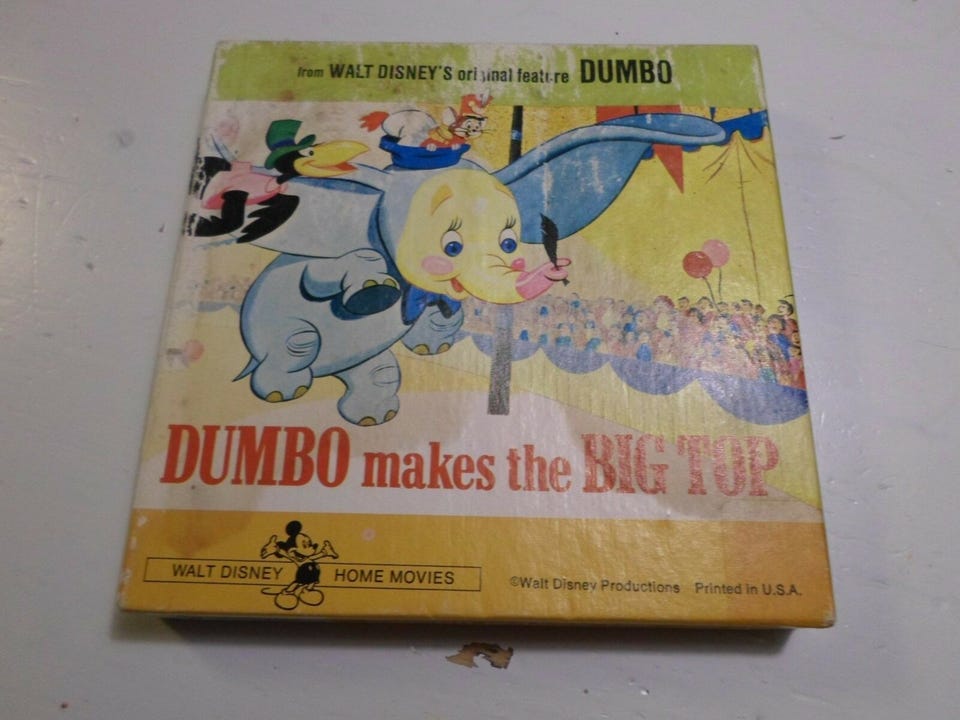 from WALT DISNEY'S original feature DUMBO
DUMBO makes the BIG TOP
WALT DISNEY HOME MOVIES
©Walt Disney Productions Printed in U.S.A.